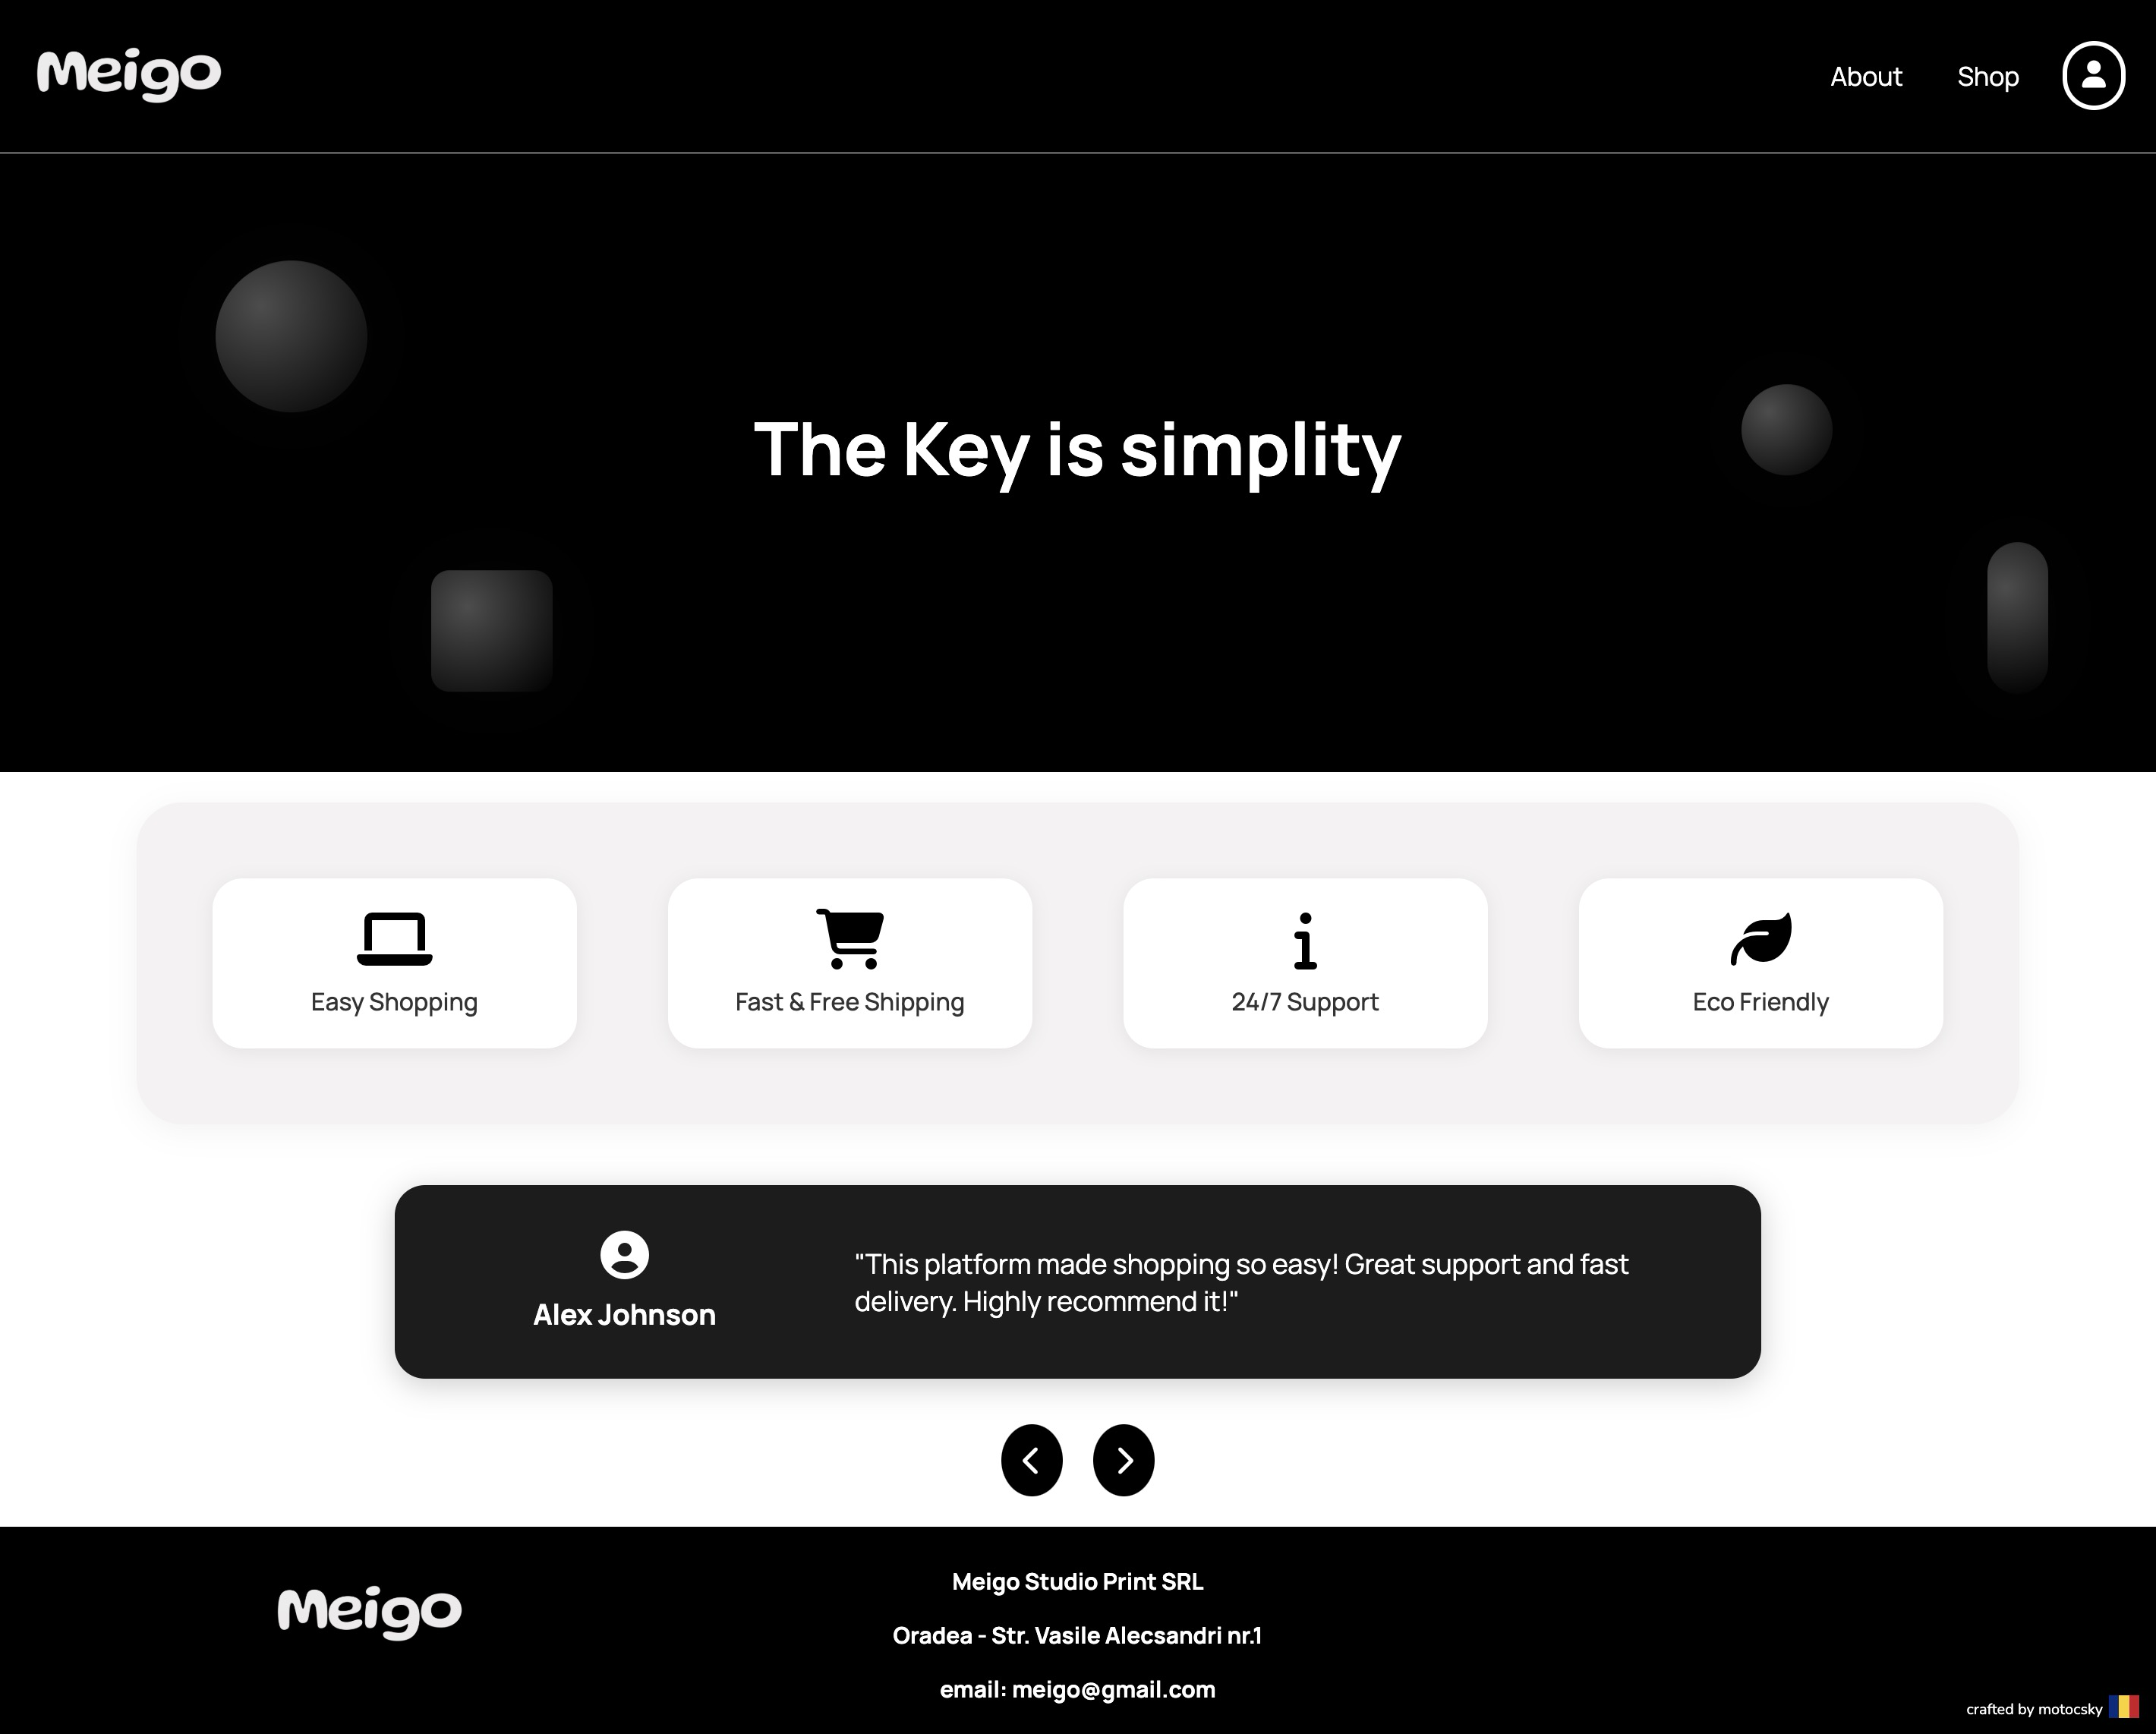 Meigo
About
Shop
The Key is simplity
Easy Shopping
Fast & Free Shipping
24/7 Support
Eco Friendly
Alex Johnson
"This platform made shopping so easy! Great support and fast
delivery. Highly recommend it!"
Meigo
Meigo Studio Print SRL
Oradea - Str. Vasile Alecsandri nr.1
email: meigo@gmail.com
crafted by motocsky